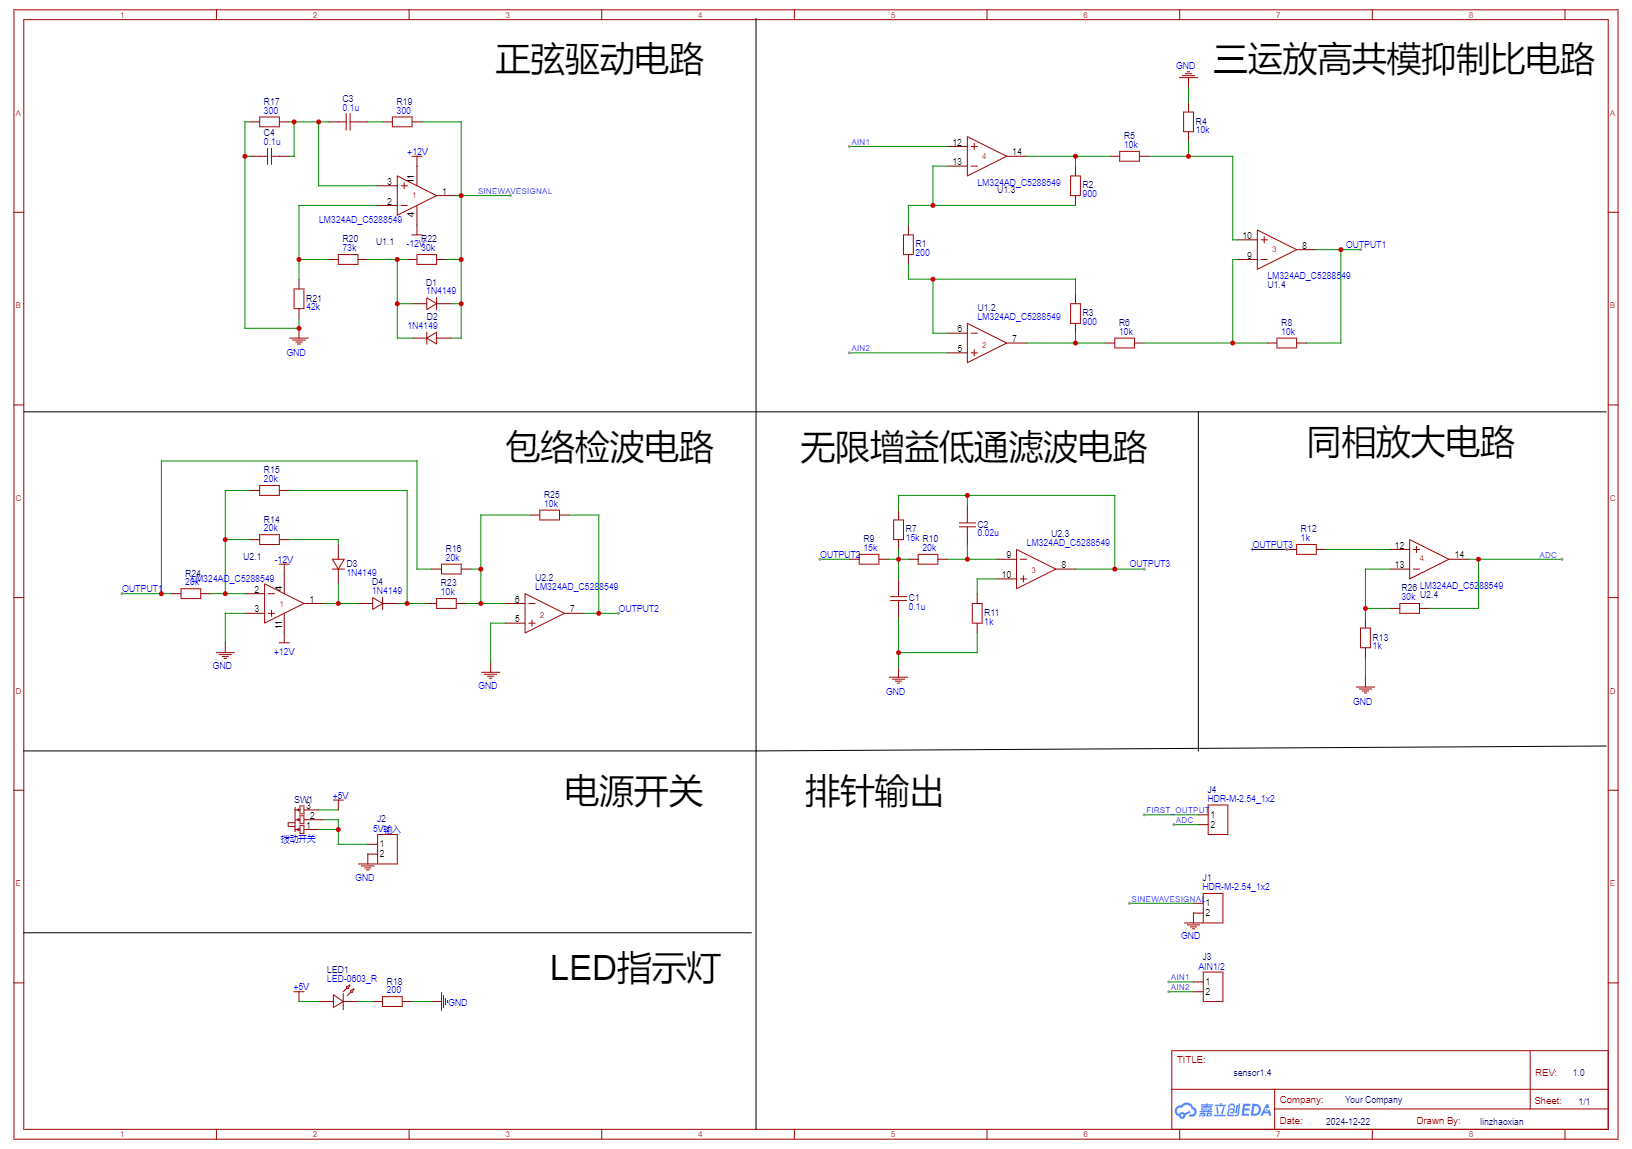 1 2 3 4 5 6 7 8
A
B
C
D
E
正弦驱动电路
R17
300
C3
0.1u
R19
300
C4
0.1u
+12V
3
11
1
1
2
4
SINEWAVESIGNAL
LM324AD_C5288549
U1.1
-12V
R20
73k
R22
30k
D1
1N4149
R21
42k
D2
1N4149
GND
三运放高共模抑制比电路
GND
R4
10k
AIN1
12
13
4
14
R5
10k
LM324AD_C5288549
U1.3
R2
900
R1
200
10
9
3
8
OUTPUT1
LM324AD_C5288549
U1.4
U1.2
LM324AD_C5288549
R3
900
6
5
2
7
R6
10k
R8
10k
AIN2
包络检波电路
R15
20k
R14
20k
R25
10k
U2.1
-12V
D3
1N4149
R16
20k
R24
20k
LM324AD_C5288549
D4
1N4149
R23
10k
U2.2
LM324AD_C5288549
OUTPUT1
2
3
4
1
11
1
6
5
2
7
OUTPUT2
+12V
GND
GND
无限增益低通滤波电路
R7
15k
C2
0.02u
U2.3
LM324AD_C5288549
R9
15k
R10
20k
OUTPUT2
9
10
3
8
OUTPUT3
C1
0.1u
R11
1k
GND
同相放大电路
R12
1k
OUTPUT3
12
13
4
14
ADC
LM324AD_C5288549
U2.4
R26
30k
R13
1k
GND
电源开关
SW1
+5V
3
2
1
拨动开关
J2
5V输入
1
2
GND
排针输出
J4
HDR-M-2.54_1x2
FIRST_OUTPUT
1
ADC
2
J1
HDR-M-2.54_1x2
SINEWAVESIGNAL
1
2
GND
J3
AIN1/2
AIN1
1
AIN2
2
LED指示灯
LED1
LED-0603_R
+5V
R18
200
GND
TITLE:
sensor1.4
REV: 1.0
嘉立创EDA
Company: Your Company
Sheet: 1/1
Date: 2024-12-22
Drawn By: linzhaoxian
A
B
C
D
E
1 2 3 4 5 6 7 8